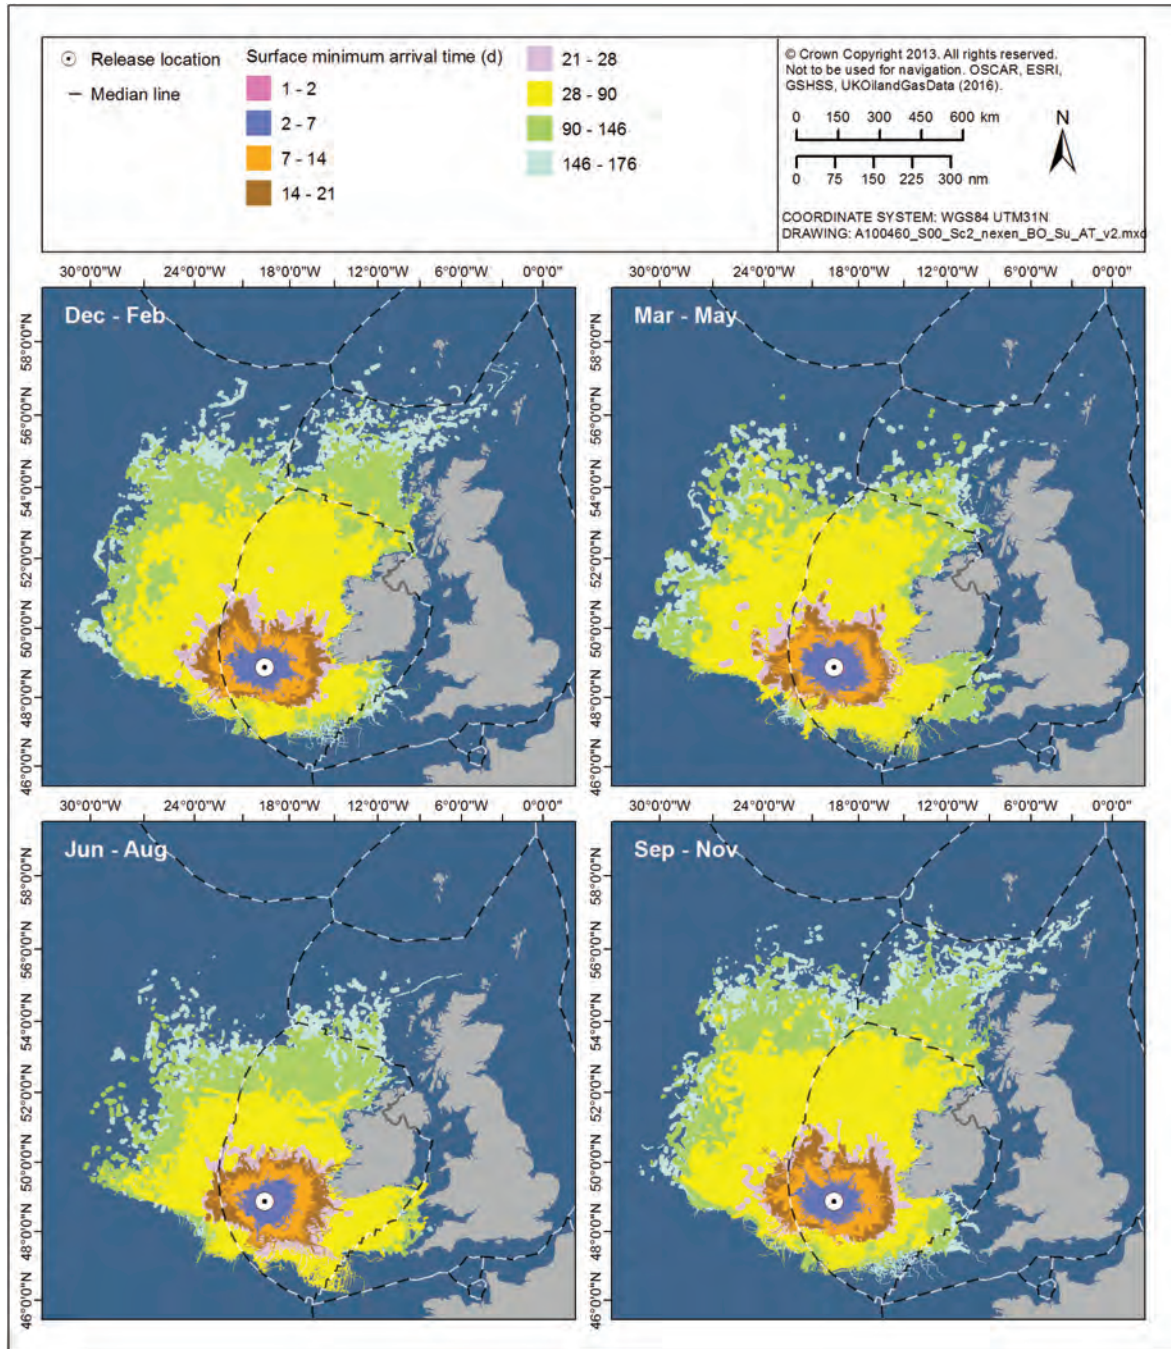 Release location
Median line
Surface minimum arrival time (d)
1 - 2
2 - 7
7 - 14
14 - 21
21 - 28
28 - 90
90 - 146
146 - 176
© Crown Copyright 2013. All rights reserved.
Not to be used for navigation. OSCAR, ESRI,
GSHSS, UKOilandGasData (2016).
0 150 300 450 600 km
0 75 150 225 300 nm
N
COORDINATE SYSTEM: WGS84 UTM31N
DRAWING: A100460_S00_Sc2_nexen_BO_Su_AT_v2.mxd
30°0'0"W 24°0'0"W 18°0'0"W 12°0'0"W 6°0'0"W 0°0'0"
30°0'0"W 24°0'0"W 18°0'0"W 12°0'0"W 6°0'0"W 0°0'0"
Dec - Feb
58°0'0"N
56°0'0"N
54°0'0"N
52°0'0"N
50°0'0"N
48°0'0"N
46°0'0"N
Mar - May
58°0'0"N
56°0'0"N
54°0'0"N
52°0'0"N
50°0'0"N
48°0'0"N
46°0'0"N
30°0'0"W 24°0'0"W 18°0'0"W 12°0'0"W 6°0'0"W 0°0'0"
30°0'0"W 24°0'0"W 18°0'0"W 12°0'0"W 6°0'0"W 0°0'0"
Jun - Aug
58°0'0"N
56°0'0"N
54°0'0"N
52°0'0"N
50°0'0"N
48°0'0"N
46°0'0"N
Sep - Nov
58°0'0"N
56°0'0"N
54°0'0"N
52°0'0"N
50°0'0"N
48°0'0"N
46°0'0"N